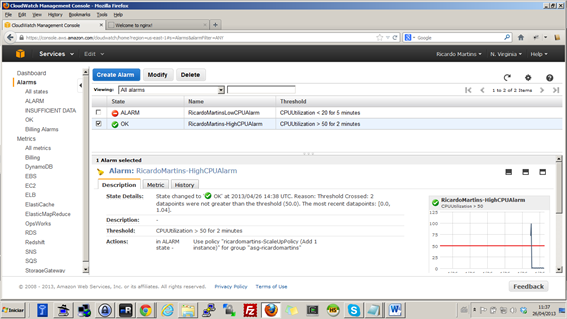 CloudWatch Management Console - Mozilla Firefox
File Edit View History Bookmarks Tools Help
CloudWatch Management Console
Welcome to nginx!
https://console.aws.amazon.com/cloudwatch/home?region=us-east-1#s=Alarms&alarmFilter=ANY
Google
Services
Edit
Ricardo Martins
N. Virginia
Help
Dashboard
Alarms
All states
ALARM
INSUFFICIENT DATA
OK
Billing Alarms
Metrics
All metrics
Billing
DynamoDB
EBS
EC2
ELB
ElastiCache
ElasticMapReduce
OpsWorks
RDS
Redshift
SNS
SQS
StorageGateway
Create Alarm
Modify
Delete
Viewing: All alarms
1 to 2 of 2 Items
State Name Threshold
ALARM RicardoMartinsLowCPUAlarm CPUUtilization < 20 for 5 minutes
OK RicardoMartins-HighCPUAlarm CPUUtilization > 50 for 2 minutes
1 Alarm selected
Alarm: RicardoMartins-HighCPUAlarm
Description Metric History
State Details: State changed to 'OK' at 2013/04/26 14:38 UTC. Reason: Threshold Crossed: 2
datapoints were not greater than the threshold (50.0). The most recent datapoints: [0.0,
1.04].
Description: -
Threshold: CPUUtilization > 50 for 2 minutes
Actions: in ALARM Use policy "ricardomartins-ScaleUpPolicy (Add 1
state - instance)" for group "asg-ricardomartins"
RicardoMartins-HighCPUAlarm
CPUUtilization > 50
125
100
75
50
25
0
© 2008 - 2013, Amazon Web Services, Inc. or its affiliates. All rights reserved.
Privacy Policy
Terms of Use
Feedback
Iniciar
11:37
26/04/2013